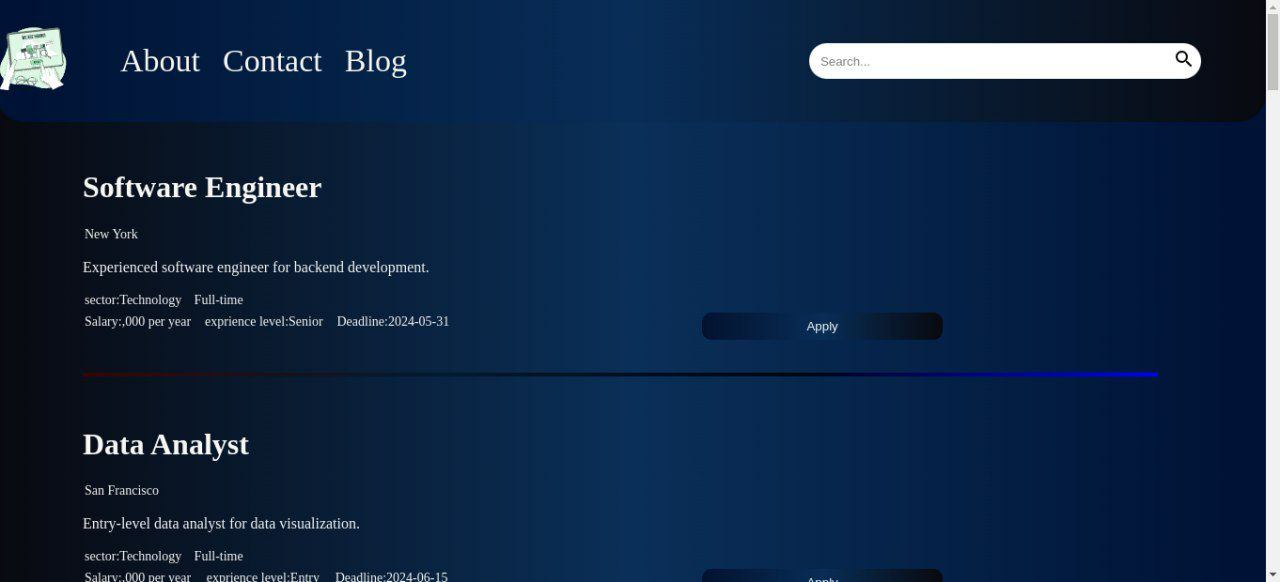 About Contact Blog
Search...
Software Engineer
New York
Experienced software engineer for backend development.
sector:Technology Full-time
Salary:,000 per year exprience level:Senior Deadline:2024-05-31
Apply
Data Analyst
San Francisco
Entry-level data analyst for data visualization.
sector:Technology Full-time
Salary:,000 per year exprience level:Entry Deadline:2024-06-15
Apply